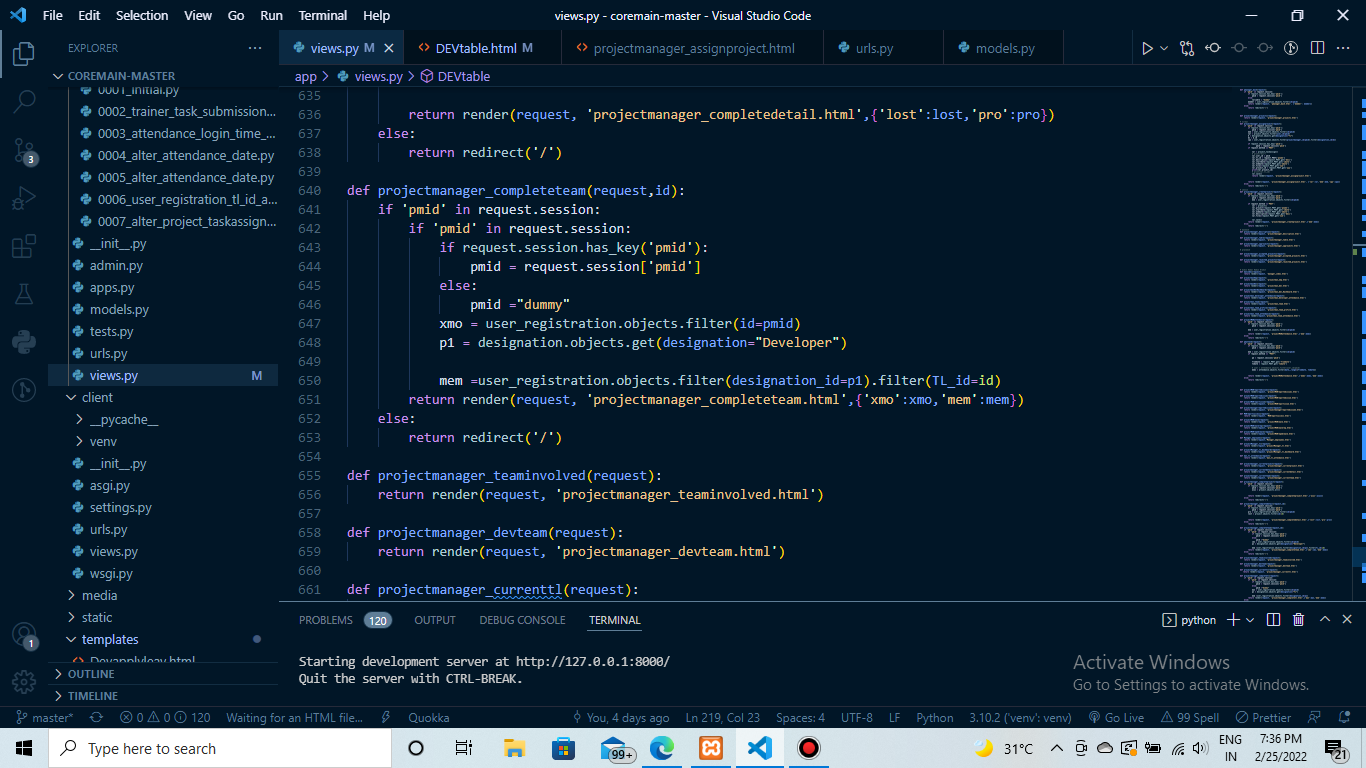 File Edit Selection View Go Run Terminal Help
views.py - coremain-master - Visual Studio Code
EXPLORER
views.py M
DEVtable.html M
projectmanager_assignproject.html
urls.py
models.py
COREMAIN-MASTER
app > views.py > DEVtable
0001_initial.py
0002_trainer_task_submission...
0003_attendance_login_time_...
0004_alter_attendance_date.py
0005_alter_attendance_date.py
0006_user_registration_tl_id_a...
0007_alter_project_taskassign...
__init__.py
admin.py
apps.py
models.py
tests.py
urls.py
views.py M
client
__pycache__
venv
__init__.py
asgi.py
settings.py
urls.py
views.py
wsgi.py
media
static
templates
Devapplyleav.html
OUTLINE
TIMELINE
3
1
635
636 return render(request, 'projectmanager_completedetail.html',{'lost':lost,'pro':pro})
637 else:
638 return redirect('/')
639
640 def projectmanager_completeteam(request,id):
641 if 'pmid' in request.session:
642 if 'pmid' in request.session:
643 if request.session.has_key('pmid'):
644 pmid = request.session['pmid']
645 else:
646 pmid ="dummy"
647 xmo = user_registration.objects.filter(id=pmid)
648 p1 = designation.objects.get(designation="Developer")
649
650 mem =user_registration.objects.filter(designation_id=p1).filter(TL_id=id)
651 return render(request, 'projectmanager_completeteam.html',{'xmo':xmo,'mem':mem})
652 else:
653 return redirect('/')
654
655 def projectmanager_teaminvolved(request):
656 return render(request, 'projectmanager_teaminvolved.html')
657
658 def projectmanager_devteam(request):
659 return render(request, 'projectmanager_devteam.html')
660
661 def projectmanager_currenttl(request):
PROBLEMS 120 OUTPUT DEBUG CONSOLE TERMINAL
python
Starting development server at http://127.0.0.1:8000/
Quit the server with CTRL-BREAK.
Activate Windows
Go to Settings to activate Windows.
master* 0 0 120 Waiting for an HTML file... Quokka You, 4 days ago Ln 219, Col 23 Spaces: 4 UTF-8 LF Python 3.10.2 ('venv': venv) Go Live 99 Spell Prettier
Type here to search
99+
31°C
ENG
IN
7:36 PM
2/25/2022
21